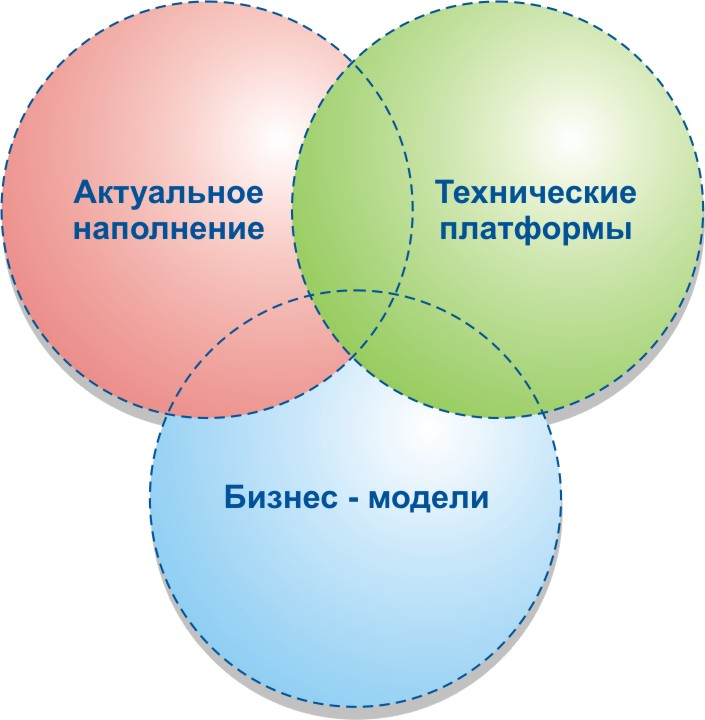 Актуальное
наполнение
Технические
платформы
Бизнес - модели